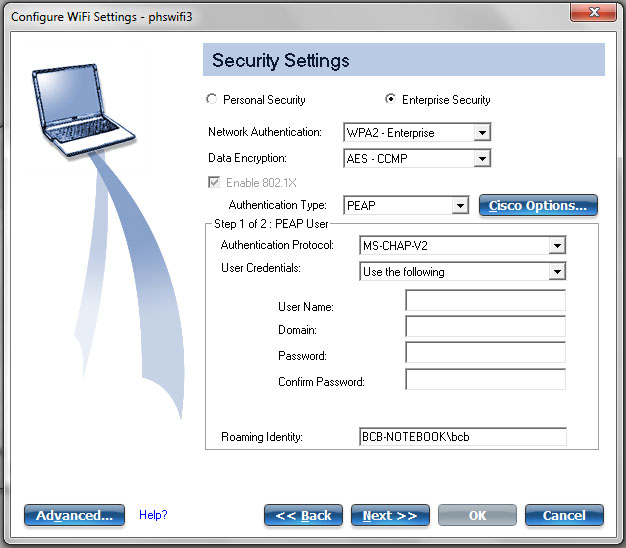 Configure WiFi Settings - phswifi3
Security Settings
Personal Security Enterprise Security
Network Authentication: WPA2 - Enterprise
Data Encryption: AES - CCMP
Enable 802.1X
Authentication Type: PEAP Cisco Options...
Step 1 of 2 : PEAP User
Authentication Protocol: MS-CHAP-V2
User Credentials: Use the following
User Name:
Domain:
Password:
Confirm Password:
Roaming Identity: BCB-NOTEBOOK\bcb
Advanced... Help? << Back Next >> OK Cancel